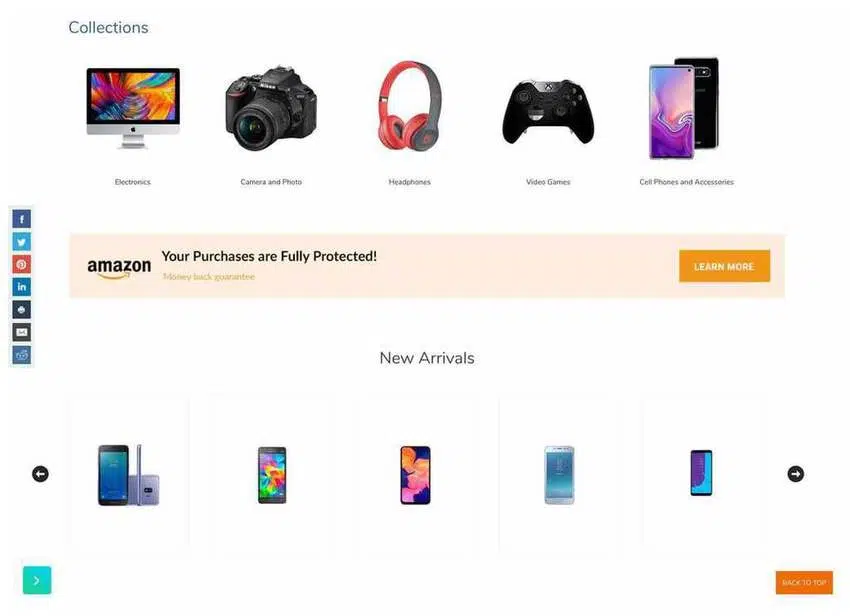 Collections
Electronics
Camera and Photo
Headphones
Video Games
Cell Phones and Accessories
amazon
Your Purchases are Fully Protected!
Money back guarantee
LEARN MORE
New Arrivals
BACK TO TOP